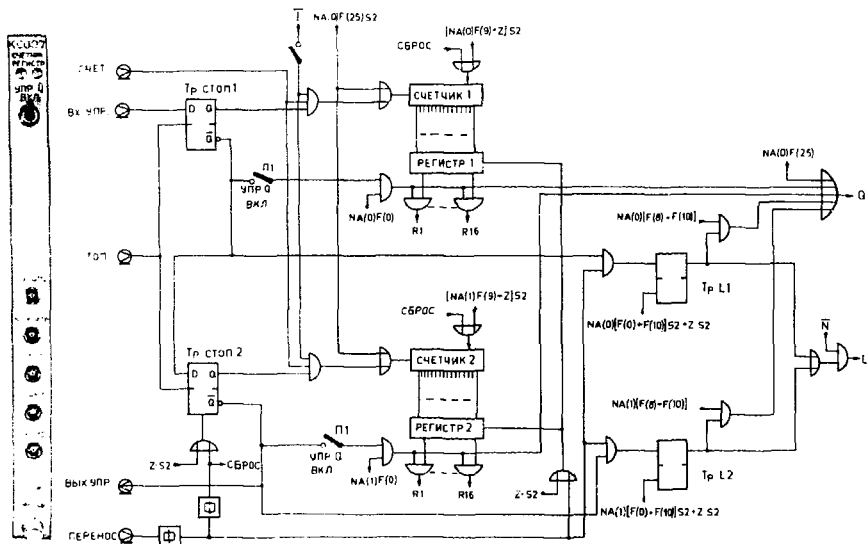 КС007
СЧЕТЧИК
РЕГИСТР
УПР Q
ВКЛ
СЧЕТ
ВХ УПР.
ТОП
ВЫХ УПР
ПЕРЕНОС
Тр стоп 1
D Q
Q̅
I̅
NA(0)F(25)S2
[NA(0)F(9)+Z]S2
СБРОС
СЧЕТЧИК 1
РЕГИСТР 1
П1
УПР Q
ВКЛ
NA(0)F(0)
R1
R16
NA(0)F(25)
Q
NA(0)[F(8)+F(10)]
Тр L1
NA(0)[F(0)+F(10)]S2+Z S2
[NA(1)F(9)+Z]S2
СБРОС
СЧЕТЧИК 2
РЕГИСТР 2
Тр стоп 2
D Q
Q̅
Z·S2
СБРОС
Ф
Ф
П1
УПР Q
ВКЛ
NA(1)F(0)
R1
R16
Z·S2
N̅
L
NA(1)[F(8)+F(10)]
Тр L2
NA(1)[F(0)+F(10)]S2+Z S2